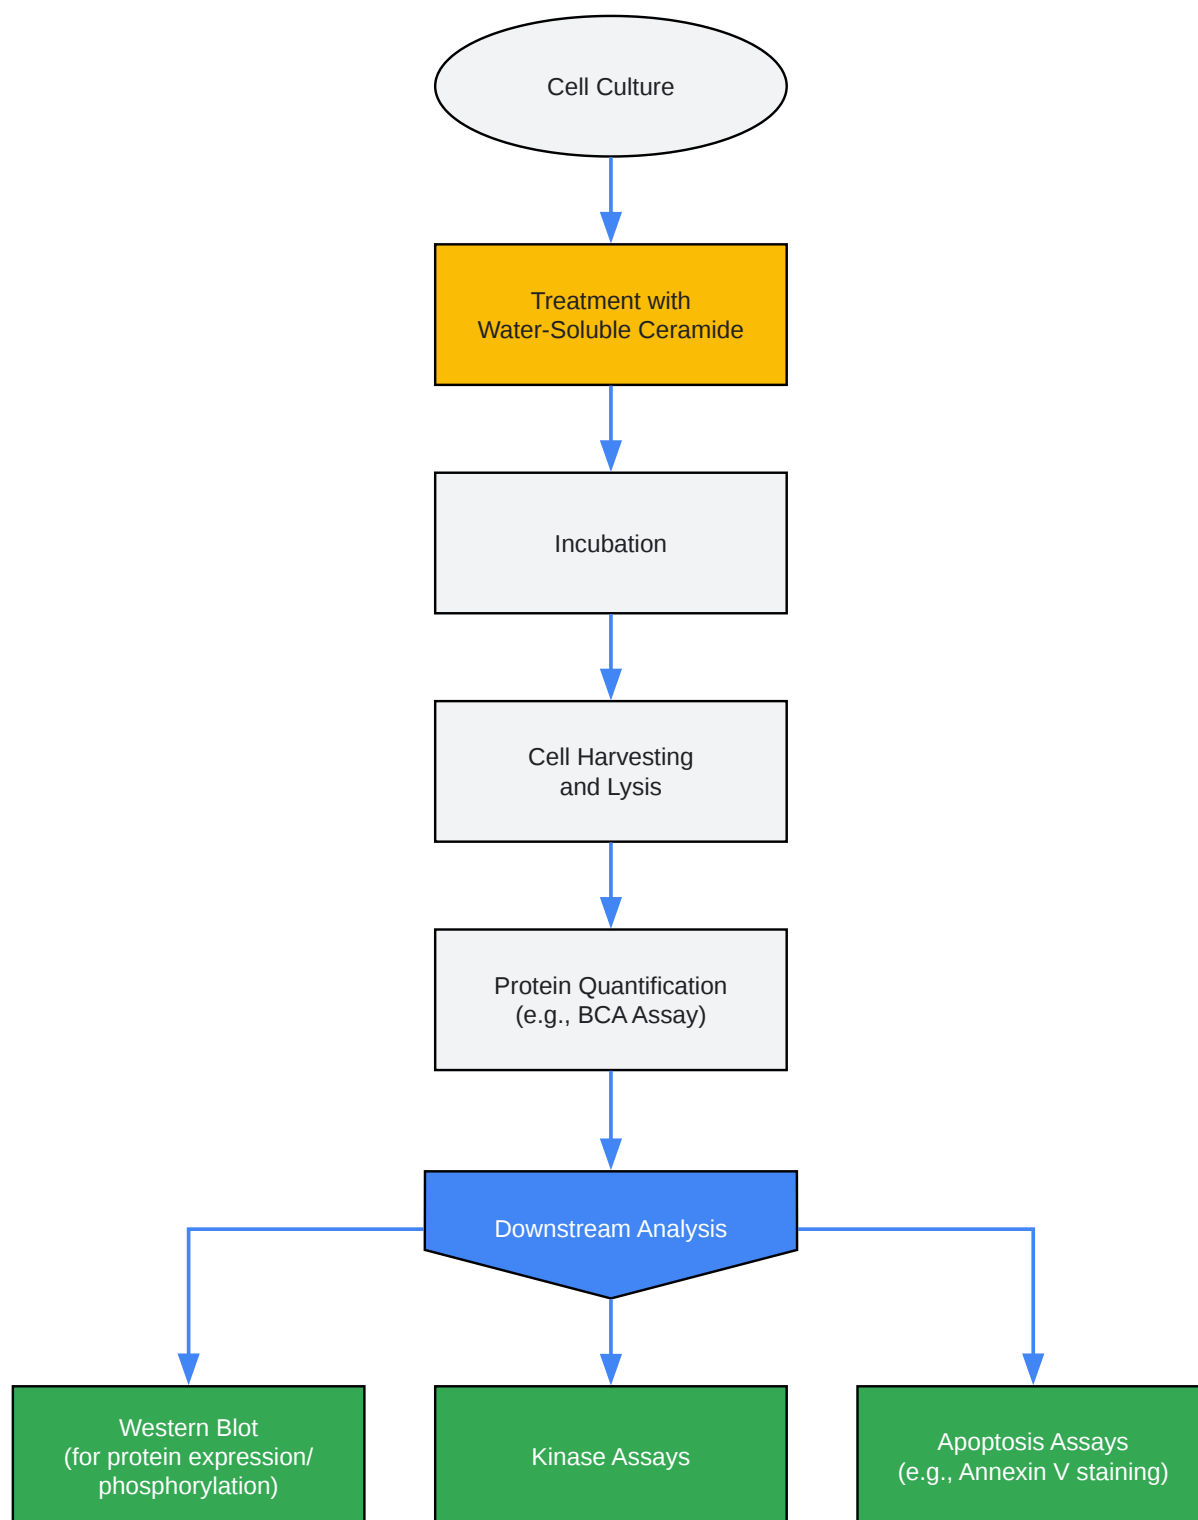 Cell Culture
Treatment with
Water-Soluble Ceramide
Incubation
Cell Harvesting
and Lysis
Protein Quantification
(e.g., BCA Assay)
Downstream Analysis
Western Blot
(for protein expression/
phosphorylation)
Kinase Assays
Apoptosis Assays
(e.g., Annexin V staining)